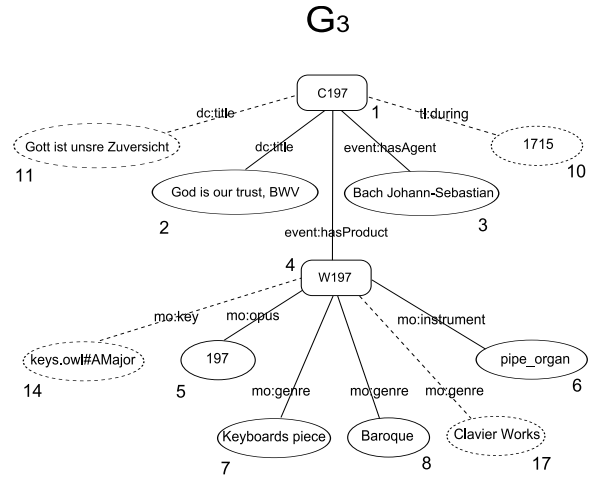 G3
C197
1
dc:title
tl:during
Gott ist unsre Zuversicht
11
dc:title
event:hasAgent
1715
10
God is our trust, BWV
2
Bach Johann-Sebastian
3
event:hasProduct
4
W197
mo:key
mo:opus
mo:instrument
keys.owl#AMajor
14
197
5
pipe_organ
6
mo:genre
mo:genre
mo:genre
Keyboards piece
7
Baroque
8
Clavier Works
17